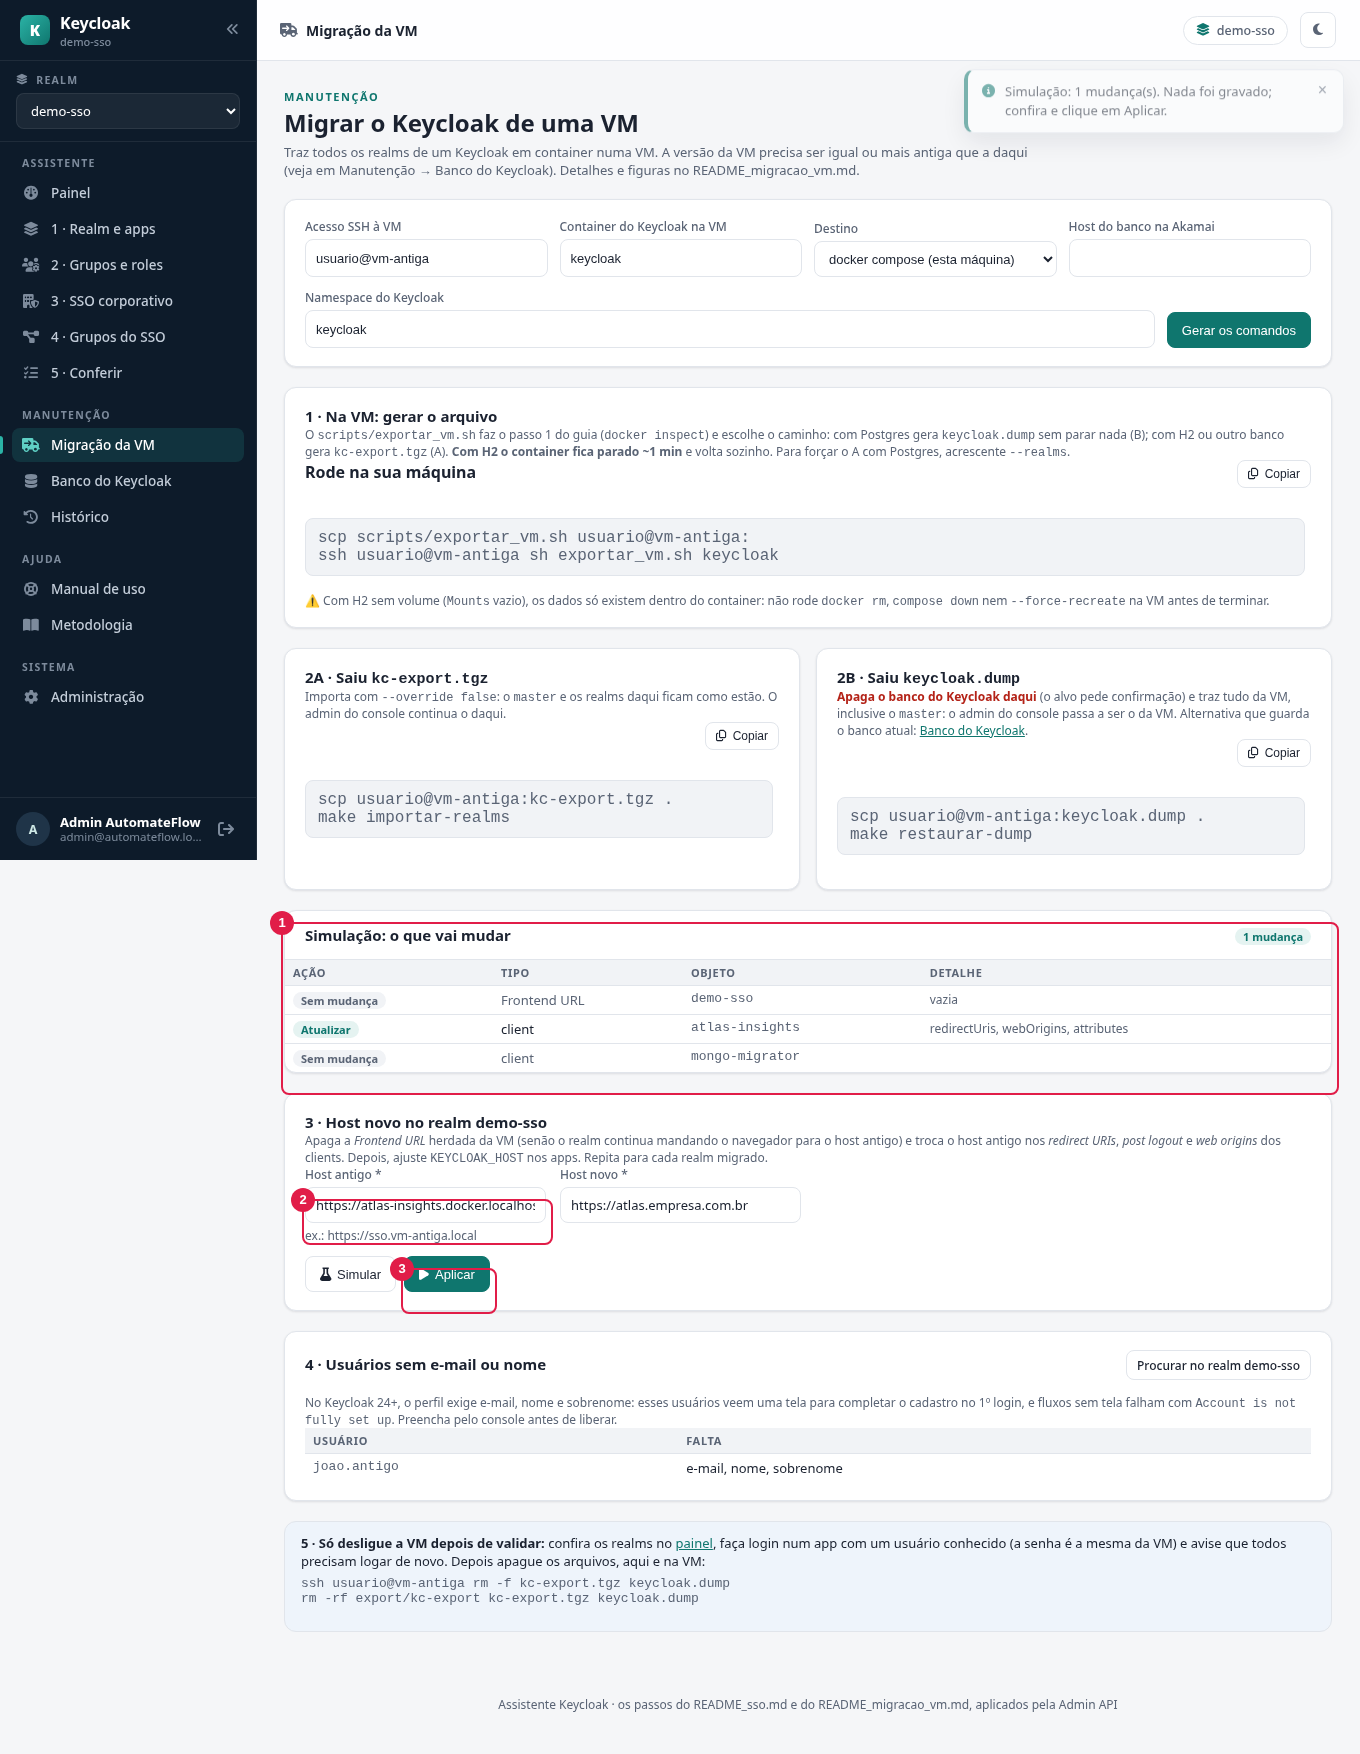 K
Keycloak
demo-sso
REALM
demo-sso
ASSISTENTE
Painel
1 · Realm e apps
2 · Grupos e roles
3 · SSO corporativo
4 · Grupos do SSO
5 · Conferir
MANUTENÇÃO
Migração da VM
Banco do Keycloak
Histórico
AJUDA
Manual de uso
Metodologia
SISTEMA
Administração
A
Admin AutomateFlow
admin@automateflow.lo...
Migração da VM
demo-sso
Simulação: 1 mudança(s). Nada foi gravado;
confira e clique em Aplicar.
×
MANUTENÇÃO
Migrar o Keycloak de uma VM
Traz todos os realms de um Keycloak em container numa VM. A versão da VM precisa ser igual ou mais antiga que a daqui
(veja em Manutenção → Banco do Keycloak). Detalhes e figuras no README_migracao_vm.md.
Acesso SSH à VM
usuario@vm-antiga
Container do Keycloak na VM
keycloak
Destino
docker compose (esta máquina)
Host do banco na Akamai
Namespace do Keycloak
keycloak
Gerar os comandos
1 · Na VM: gerar o arquivo
O scripts/exportar_vm.sh faz o passo 1 do guia (docker inspect) e escolhe o caminho: com Postgres gera keycloak.dump sem parar nada (B); com H2 ou outro banco
gera kc-export.tgz (A). Com H2 o container fica parado ~1 min e volta sozinho. Para forçar o A com Postgres, acrescente --realms.
Rode na sua máquina
Copiar
scp scripts/exportar_vm.sh usuario@vm-antiga:
ssh usuario@vm-antiga sh exportar_vm.sh keycloak
⚠️ Com H2 sem volume (Mounts vazio), os dados só existem dentro do container: não rode docker rm, compose down nem --force-recreate na VM antes de terminar.
2A · Saiu kc-export.tgz
Importa com --override false: o master e os realms daqui ficam como estão. O
admin do console continua o daqui.
Copiar
scp usuario@vm-antiga:kc-export.tgz .
make importar-realms
2B · Saiu keycloak.dump
Apaga o banco do Keycloak daqui (o alvo pede confirmação) e traz tudo da VM,
inclusive o master: o admin do console passa a ser o da VM. Alternativa que guarda
o banco atual: Banco do Keycloak.
Copiar
scp usuario@vm-antiga:keycloak.dump .
make restaurar-dump
1
Simulação: o que vai mudar
1 mudança
AÇÃO TIPO OBJETO DETALHE
Sem mudança Frontend URL demo-sso vazia
Atualizar client atlas-insights redirectUris, webOrigins, attributes
Sem mudança client mongo-migrator
3 · Host novo no realm demo-sso
Apaga a Frontend URL herdada da VM (senão o realm continua mandando o navegador para o host antigo) e troca o host antigo nos redirect URIs, post logout e web origins dos
clients. Depois, ajuste KEYCLOAK_HOST nos apps. Repita para cada realm migrado.
Host antigo *
Host novo *
2
https://atlas-insights.docker.localhos
https://atlas.empresa.com.br
ex.: https://sso.vm-antiga.local
Simular
3
Aplicar
4 · Usuários sem e-mail ou nome
Procurar no realm demo-sso
No Keycloak 24+, o perfil exige e-mail, nome e sobrenome: esses usuários veem uma tela para completar o cadastro no 1º login, e fluxos sem tela falham com Account is not
fully set up. Preencha pelo console antes de liberar.
USUÁRIO FALTA
joao.antigo e-mail, nome, sobrenome
5 · Só desligue a VM depois de validar: confira os realms no painel, faça login num app com um usuário conhecido (a senha é a mesma da VM) e avise que todos
precisam logar de novo. Depois apague os arquivos, aqui e na VM:
ssh usuario@vm-antiga rm -f kc-export.tgz keycloak.dump
rm -rf export/kc-export kc-export.tgz keycloak.dump
Assistente Keycloak · os passos do README_sso.md e do README_migracao_vm.md, aplicados pela Admin API